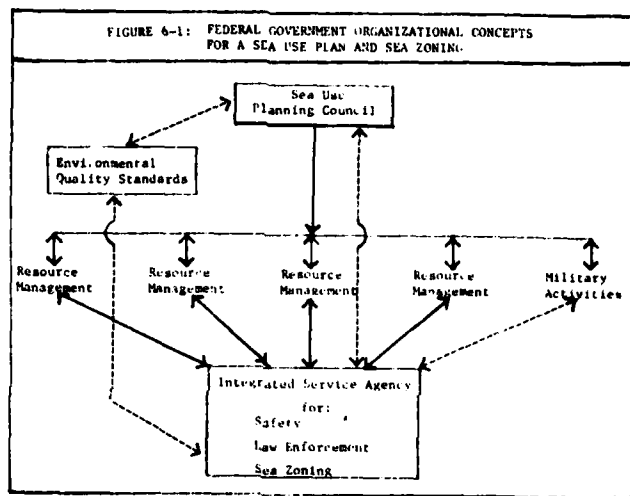 FIGURE 6-1: FEDERAL GOVERNMENT ORGANIZATIONAL CONCEPTS
FOR A SEA USE PLAN AND SEA ZONING
Sea Use
Planning Council
Environmental
Quality Standards
Resource Management
Resource Management
Resource Management
Resource Management
Military Activities
Integrated Service Agency
for:
Safety
Law Enforcement
Sea Zoning